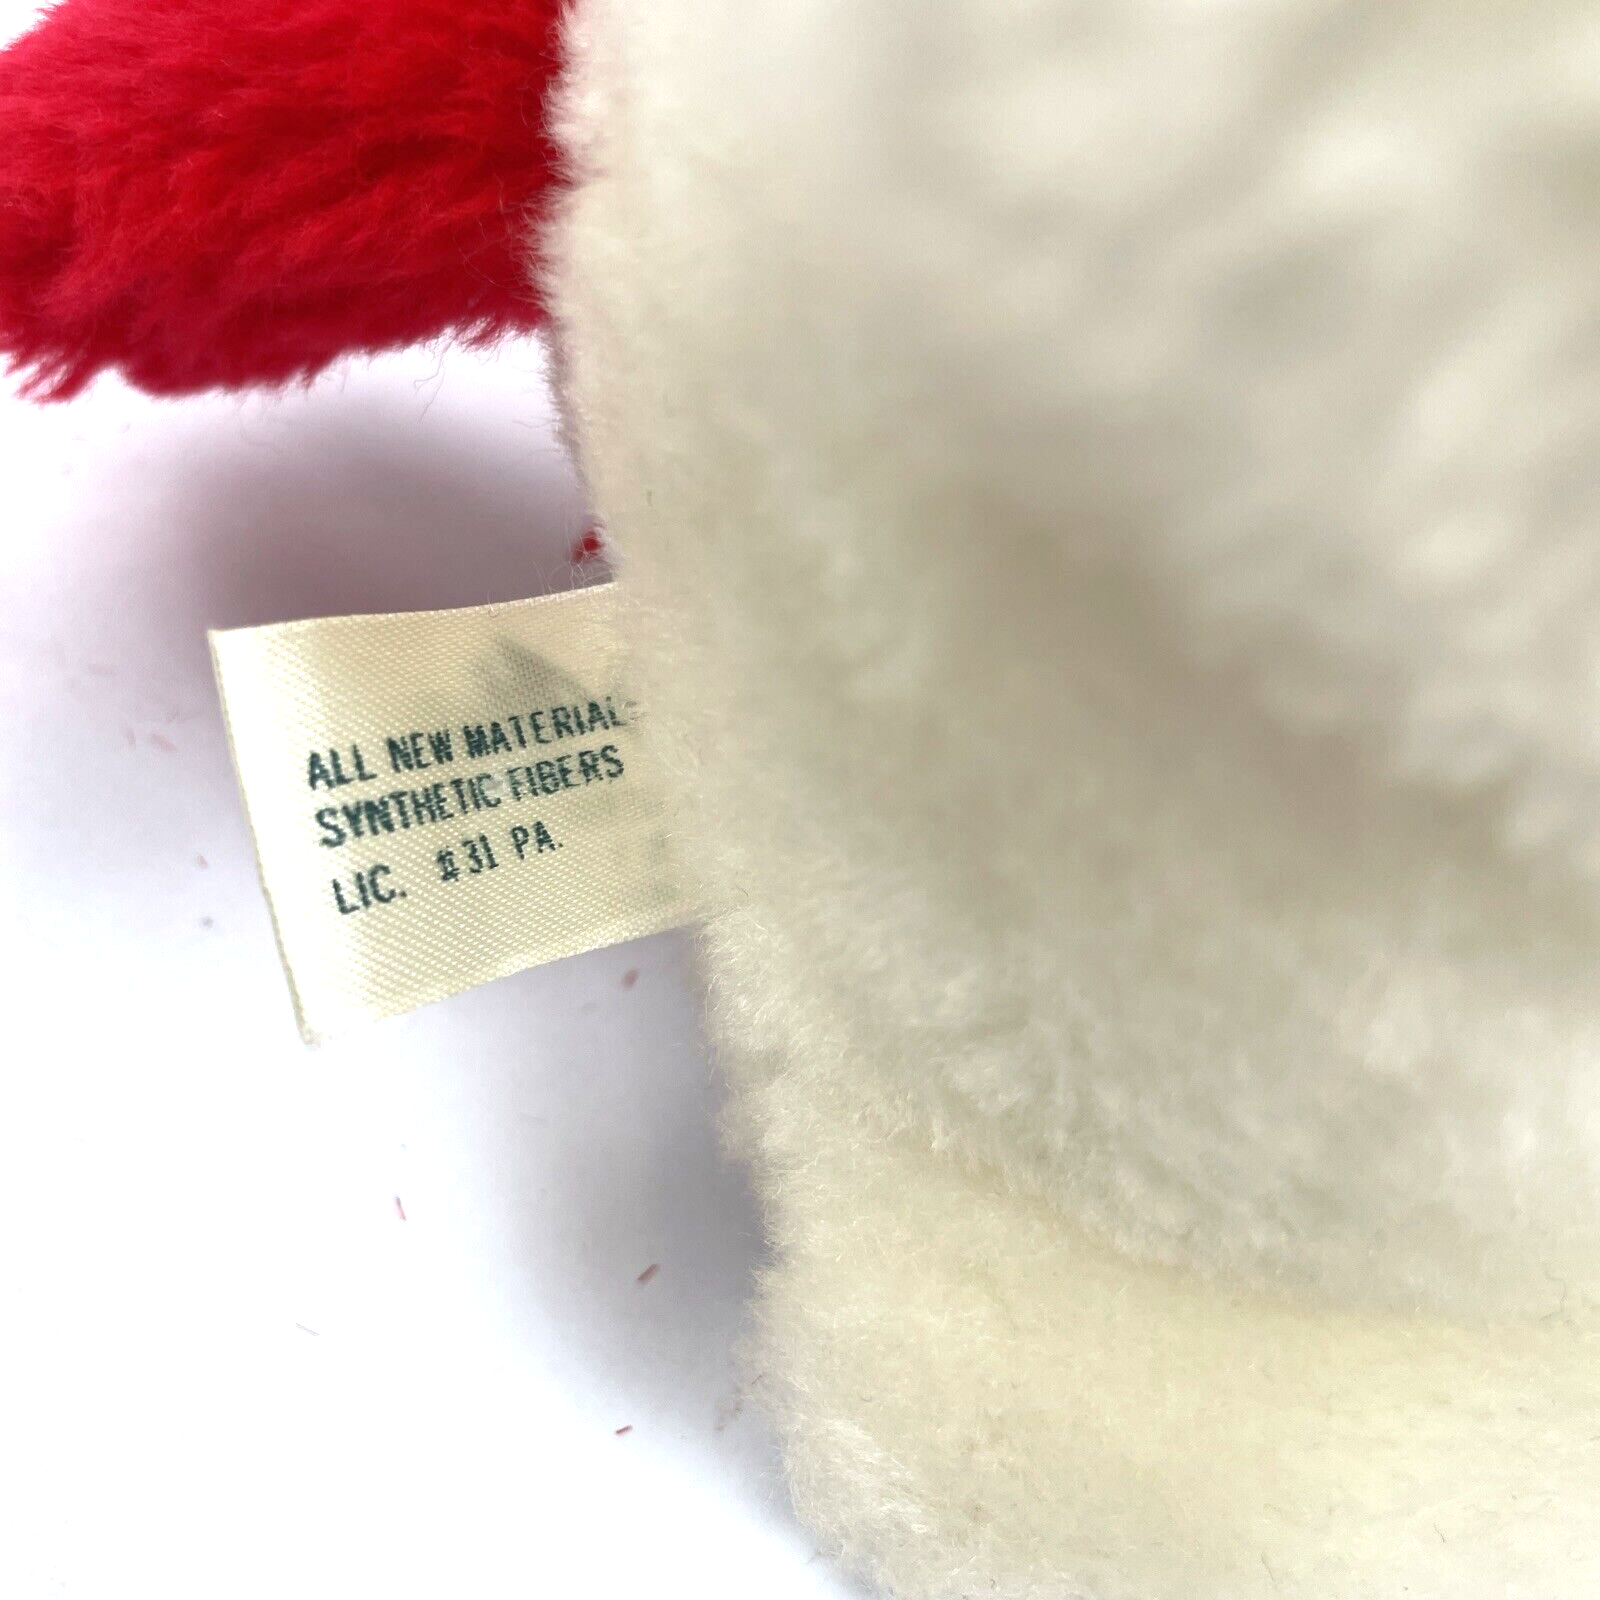 ALL NEW MATERIAL
SYNTHETIC FIBERS
LIC. #31 PA.